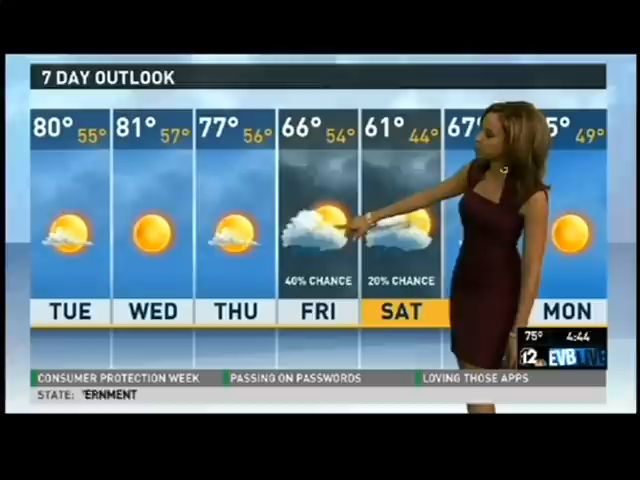 7 DAY OUTLOOK
80° 55° 81° 57° 77° 56° 66° 54° 61° 44° 67 5° 49°
40% CHANCE 20% CHANCE
TUE WED THU FRI SAT MON
75° 4:44
12 EVB LIVE
CONSUMER PROTECTION WEEK PASSING ON PASSWORDS LOVING THOSE APPS
STATE: ERNMENT